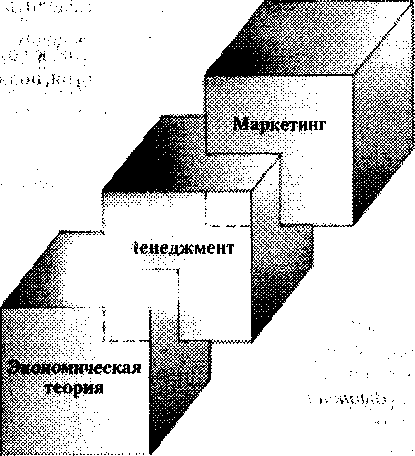 Маркетинг
Менеджмент
Экономическая
теория